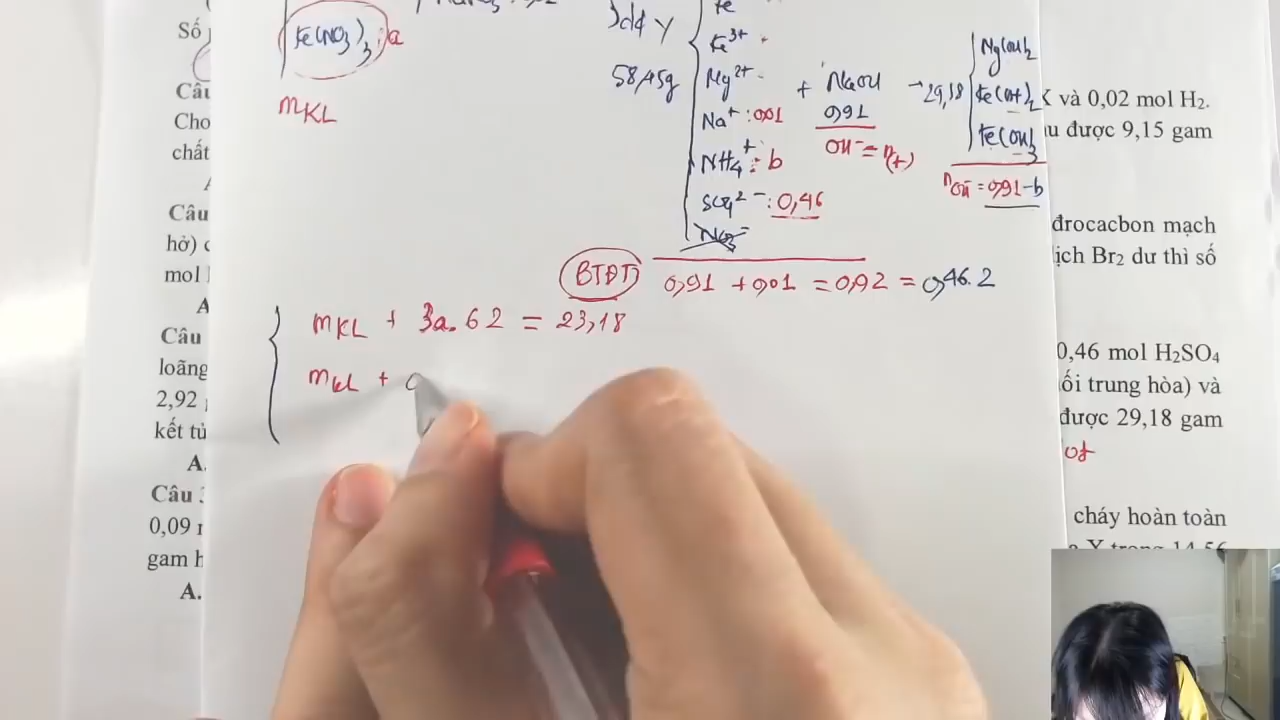 Số
Câu
Cho
chất
Câu
hở)
mol
A
Câu
loãng
2,92
kết tủ
A.
Câu
0,09
gam h
A.
Fe(NO3)3 : a
mKL
dd Y
58,45g
Fe3+
Mg2+
Na+ : 0,01
NH4+ : b
SO4 2- : 0,46
NO3-
+ NaOH
0,91
OH- = n(+)
→ 29,18
Mg(OH)2
Fe(OH)2
Fe(OH)3
nOH- = 0,91-b
BTĐT
0,91 + 0,01 = 0,92 = 0,46.2
mKL + 3a.62 = 23,18
mKL +
X và 0,02 mol H2.
u được 9,15 gam
đrocacbon mạch
ịch Br2 dư thì số
0,46 mol H2SO4
ối trung hòa) và
được 29,18 gam
cháy hoàn toàn